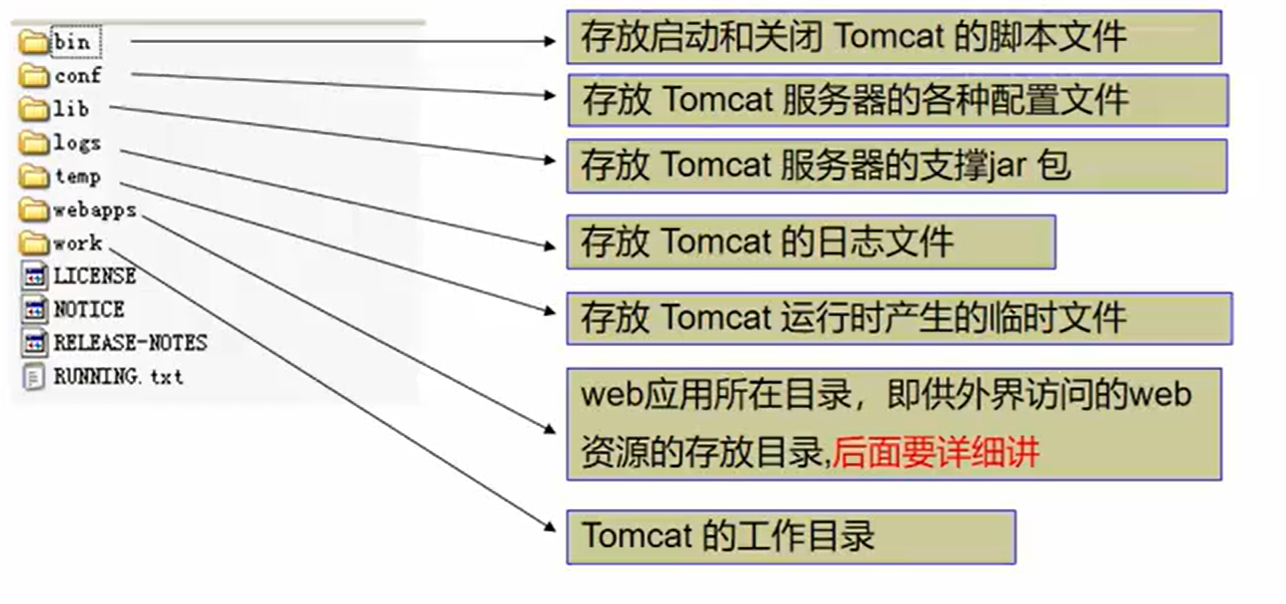 bin
存放启动和关闭 Tomcat 的脚本文件
conf
存放 Tomcat 服务器的各种配置文件
lib
存放 Tomcat 服务器的支撑jar 包
logs
存放 Tomcat 的日志文件
temp
存放 Tomcat 运行时产生的临时文件
webapps
web应用所在目录，即供外界访问的web
资源的存放目录,后面要详细讲
work
Tomcat 的工作目录
LICENSE
NOTICE
RELEASE-NOTES
RUNNING.txt